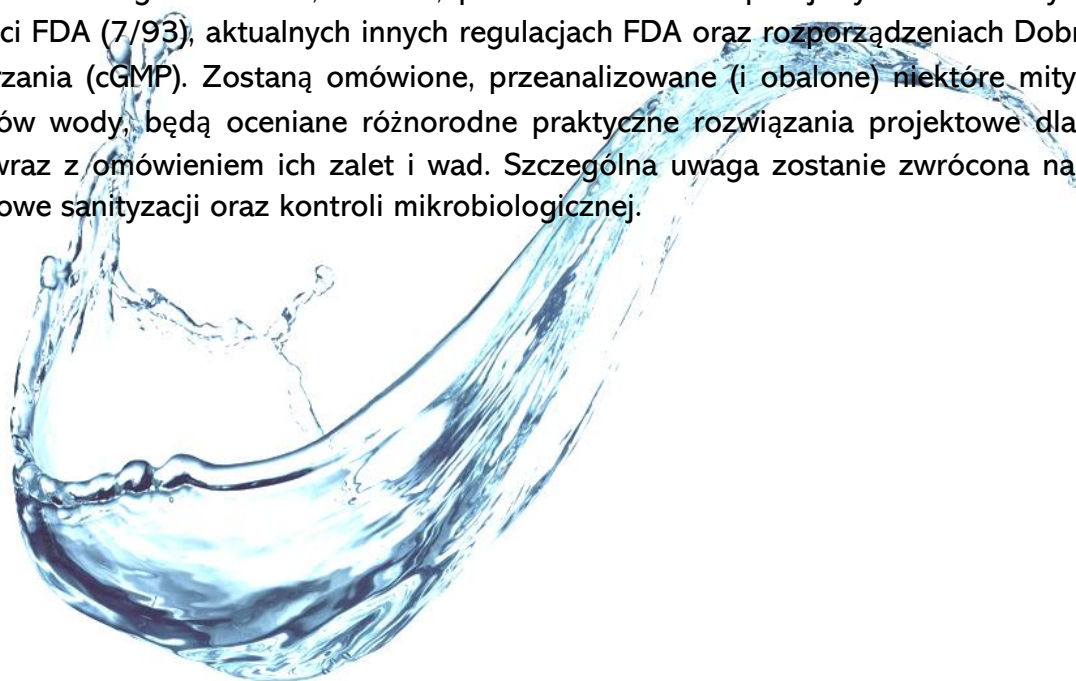 ci FDA (7/93), aktualnych innych regulacjach FDA oraz rozporządzeniach Dobr
rzania (cGMP). Zostaną omówione, przeanalizowane (i obalone) niektóre mity
ów wody, będą oceniane różnorodne praktyczne rozwiązania projektowe dla
wraz z omówieniem ich zalet i wad. Szczególna uwaga zostanie zwrócona na
owe sanityzacji oraz kontroli mikrobiologicznej.